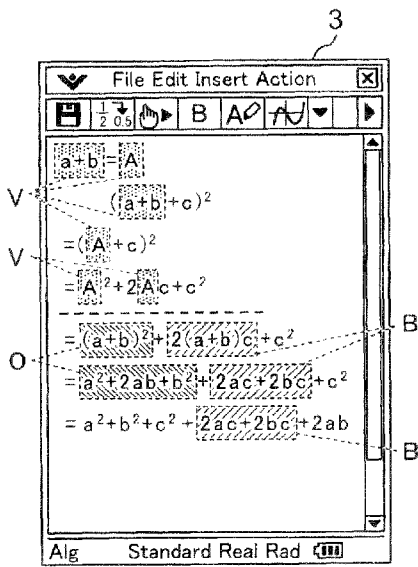 3
File Edit Insert Action
1/2 0.5 B A
a+b=A
V
(a+b+c)²
=(A+c)²
V
=A²+2Ac+c²
=(a+b)²+2(a+b)c+c²
B
O
=a²+2ab+b²+2ac+2bc+c²
=a²+b²+c²+2ac+2bc+2ab
B
Alg Standard Real Rad